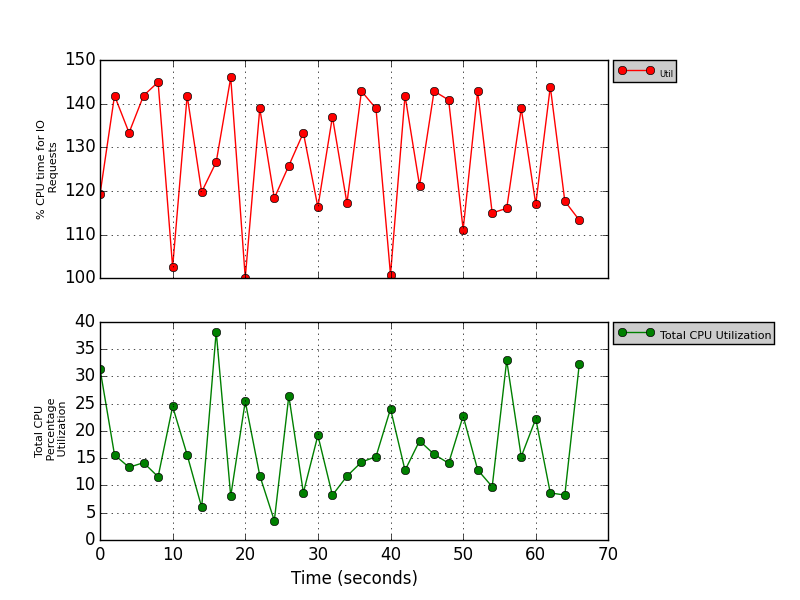 150
140
130
120
110
100
% CPU time for IO
Requests
Util
40
35
30
25
20
15
10
5
0
Total CPU
Percentage
Utilization
Total CPU Utilization
0 10 20 30 40 50 60 70
Time (seconds)